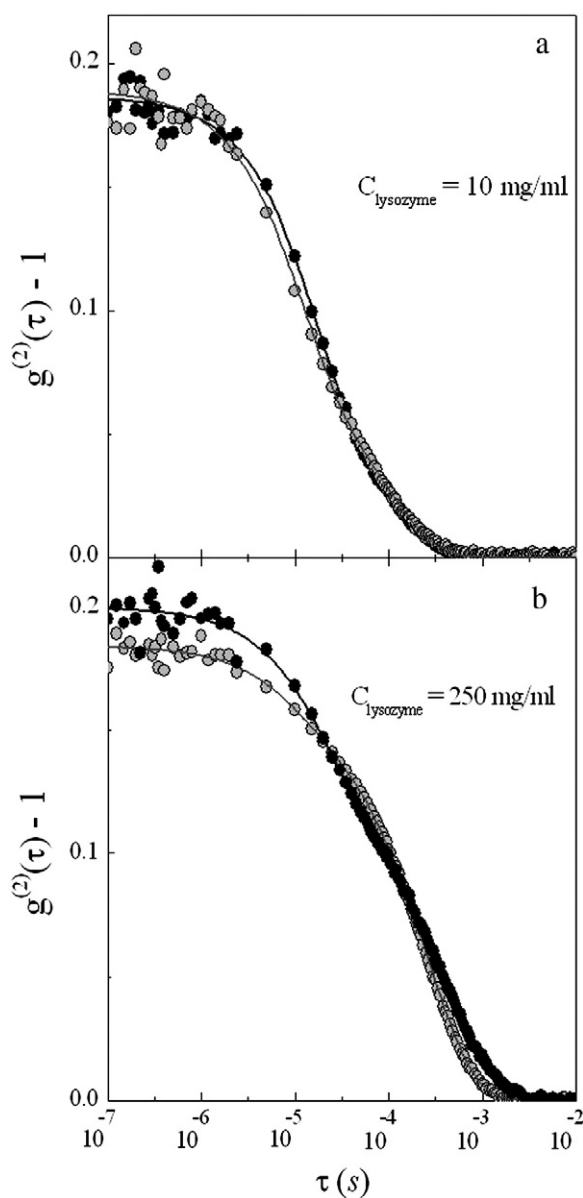 a
0.2
C_lysozyme = 10 mg/ml
g^(2)(τ) - 1
0.1
0.0
b
0.2
C_lysozyme = 250 mg/ml
g^(2)(τ) - 1
0.1
0.0
10^-7 10^-6 10^-5 10^-4 10^-3 10^-2
τ (s)